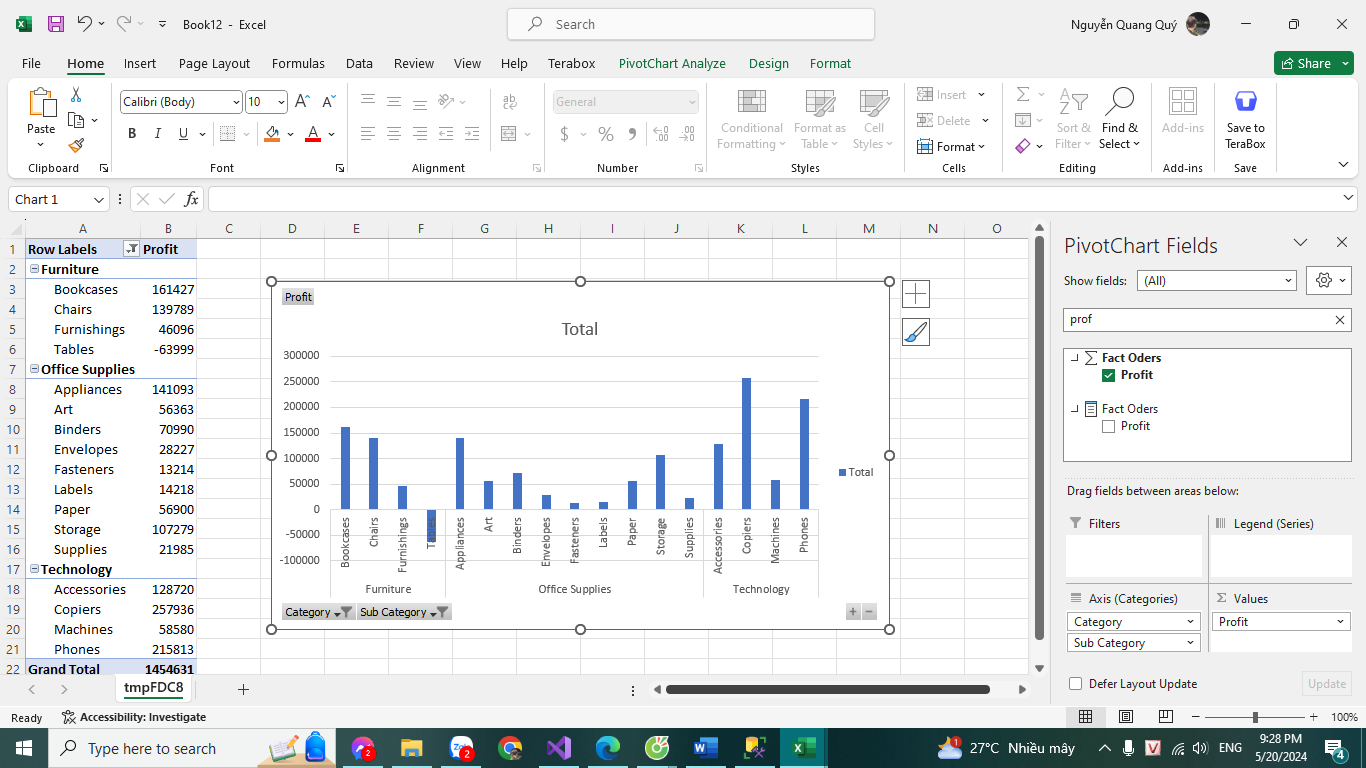 Book12 - Excel
Search
Nguyễn Quang Quý
File Home Insert Page Layout Formulas Data Review View Help Terabox PivotChart Analyze Design Format
Share
Paste
Clipboard
Calibri (Body) 10
B I U A
Font
ab
Alignment
General
$ % 9
Number
Conditional Formatting
Format as Table
Cell Styles
Styles
Insert
Delete
Format
Cells
Sort & Filter
Find & Select
Editing
Add-ins
Add-ins
Save to TeraBox
Save
Chart 1
fx
A B C D E F G H I J K L M N O
1 Row Labels Profit
2 Furniture
3 Bookcases 161427
4 Chairs 139789
5 Furnishings 46096
6 Tables -63999
7 Office Supplies
8 Appliances 141093
9 Art 56363
10 Binders 70990
11 Envelopes 28227
12 Fasteners 13214
13 Labels 14218
14 Paper 56900
15 Storage 107279
16 Supplies 21985
17 Technology
18 Accessories 128720
19 Copiers 257936
20 Machines 58580
21 Phones 215813
22 Grand Total 1454631
Profit
Total
300000
250000
200000
150000
100000
50000
0
-50000
-100000
Bookcases Chairs Furnishings Tables Appliances Art Binders Envelopes Fasteners Labels Paper Storage Supplies Accessories Copiers Machines Phones
Furniture Office Supplies Technology
Total
Category Sub Category
PivotChart Fields
Show fields: (All)
prof
Fact Oders
Profit
Fact Oders
Profit
Drag fields between areas below:
Filters
Legend (Series)
Axis (Categories)
Category
Sub Category
Σ Values
Profit
Defer Layout Update
Update
tmpFDC8
Ready
Accessibility: Investigate
100%
Type here to search
2
2
1
27°C Nhiều mây
V
ENG
9:28 PM
5/20/2024
4